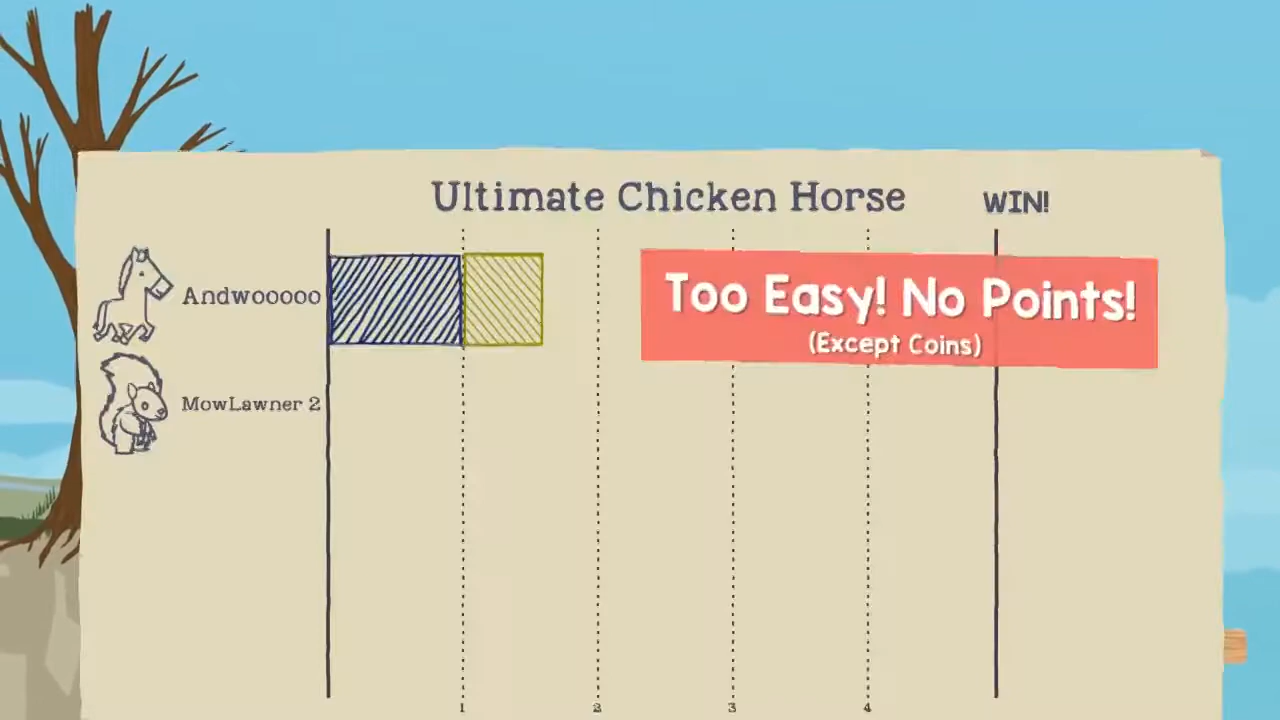 Ultimate Chicken Horse
WIN!
Andwooooo
Too Easy! No Points!
(Except Coins)
MowLawner 2
1 2 3 4